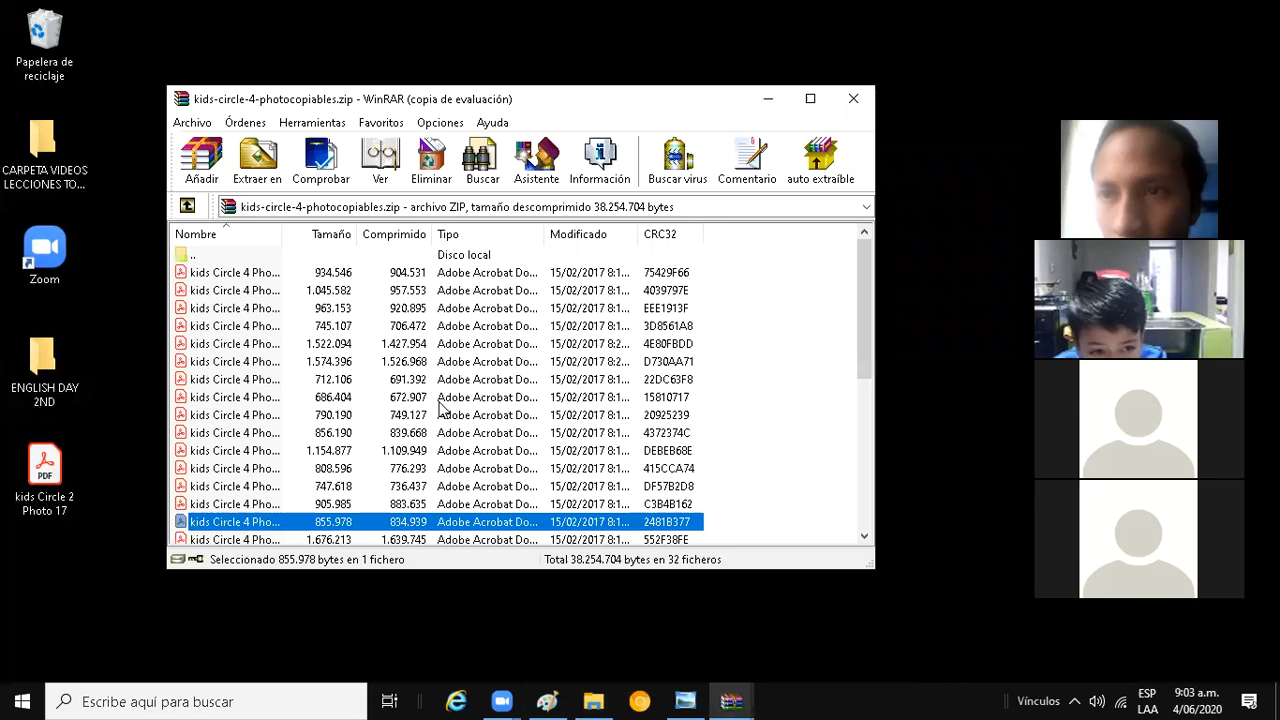 Papelera de
reciclaje
CARPETA VIDEOS
LECCIONES TO...
Zoom
ENGLISH DAY
2ND
kids Circle 2
Photo 17
kids-circle-4-photocopiables.zip - WinRAR (copia de evaluación)
Archivo Órdenes Herramientas Favoritos Opciones Ayuda
Añadir Extraer en Comprobar Ver Eliminar Buscar Asistente Información Buscar virus Comentario auto extraíble
kids-circle-4-photocopiables.zip - archivo ZIP, tamaño descomprimido 38.254.704 bytes
Nombre Tamaño Comprimido Tipo Modificado CRC32
.. Disco local
kids Circle 4 Pho... 934.546 904.531 Adobe Acrobat Do... 15/02/2017 8:1... 75429F66
kids Circle 4 Pho... 1.045.582 957.553 Adobe Acrobat Do... 15/02/2017 8:1... 4039797E
kids Circle 4 Pho... 963.153 920.895 Adobe Acrobat Do... 15/02/2017 8:1... EEE1913F
kids Circle 4 Pho... 745.107 706.472 Adobe Acrobat Do... 15/02/2017 8:1... 3D8561A8
kids Circle 4 Pho... 1.522.094 1.427.954 Adobe Acrobat Do... 15/02/2017 8:2... 4E80FBDD
kids Circle 4 Pho... 1.574.396 1.526.968 Adobe Acrobat Do... 15/02/2017 8:2... D730AA71
kids Circle 4 Pho... 712.106 691.392 Adobe Acrobat Do... 15/02/2017 8:1... 22DC63F8
kids Circle 4 Pho... 686.404 672.907 Adobe Acrobat Do... 15/02/2017 8:1... 15810717
kids Circle 4 Pho... 790.190 749.127 Adobe Acrobat Do... 15/02/2017 8:1... 20925239
kids Circle 4 Pho... 856.190 839.668 Adobe Acrobat Do... 15/02/2017 8:1... 4372374C
kids Circle 4 Pho... 1.154.877 1.109.949 Adobe Acrobat Do... 15/02/2017 8:1... DEBEB68E
kids Circle 4 Pho... 808.596 776.293 Adobe Acrobat Do... 15/02/2017 8:1... 415CCA74
kids Circle 4 Pho... 747.618 736.437 Adobe Acrobat Do... 15/02/2017 8:1... DF57B2D8
kids Circle 4 Pho... 905.985 883.635 Adobe Acrobat Do... 15/02/2017 8:1... C3B4B162
kids Circle 4 Pho... 855.978 834.939 Adobe Acrobat Do... 15/02/2017 8:1... 2481B377
kids Circle 4 Pho... 1.676.213 1.639.745 Adobe Acrobat Do... 15/02/2017 8:1... 552F38FE
Seleccionado 855.978 bytes en 1 fichero Total 38.254.704 bytes en 32 ficheros
Escribe aquí para buscar
Vínculos
ESP
LAA
9:03 a.m.
4/06/2020